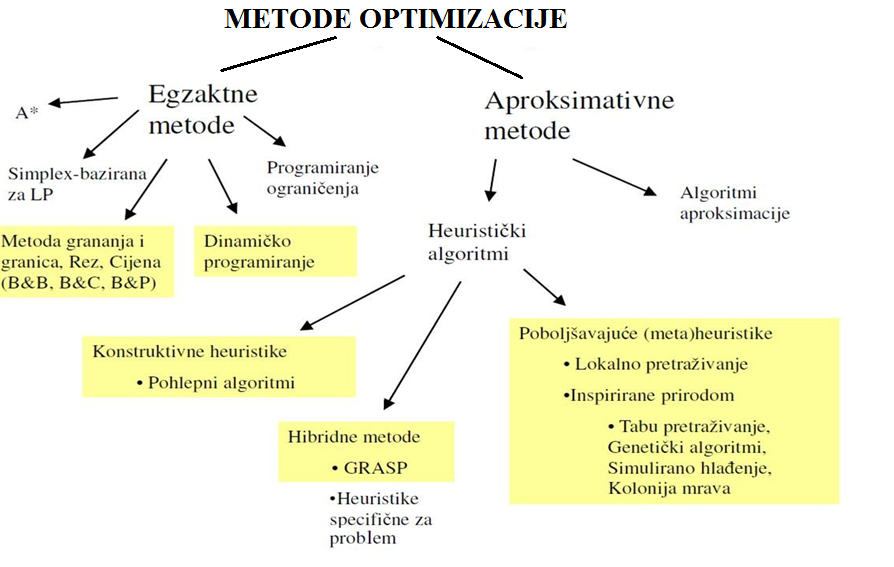 METODE OPTIMIZACIJE
Egzaktne
metode
A*
Simplex-bazirana
za LP
Programiranje
ograničenja
Metoda grananja i
granica, Rez, Cijena
(B&B, B&C, B&P)
Dinamičko
programiranje
Aproksimativne
metode
Heuristički
algoritmi
Algoritmi
aproksimacije
Konstruktivne heuristike
• Pohlepni algoritmi
Hibridne metode
• GRASP
•Heuristike
specifične za
problem
Poboljšavajuće (meta)heuristike
• Lokalno pretraživanje
•Inspirirane prirodom
• Tabu pretraživanje,
Genetički algoritmi,
Simulirano hlađenje,
Kolonija mrava